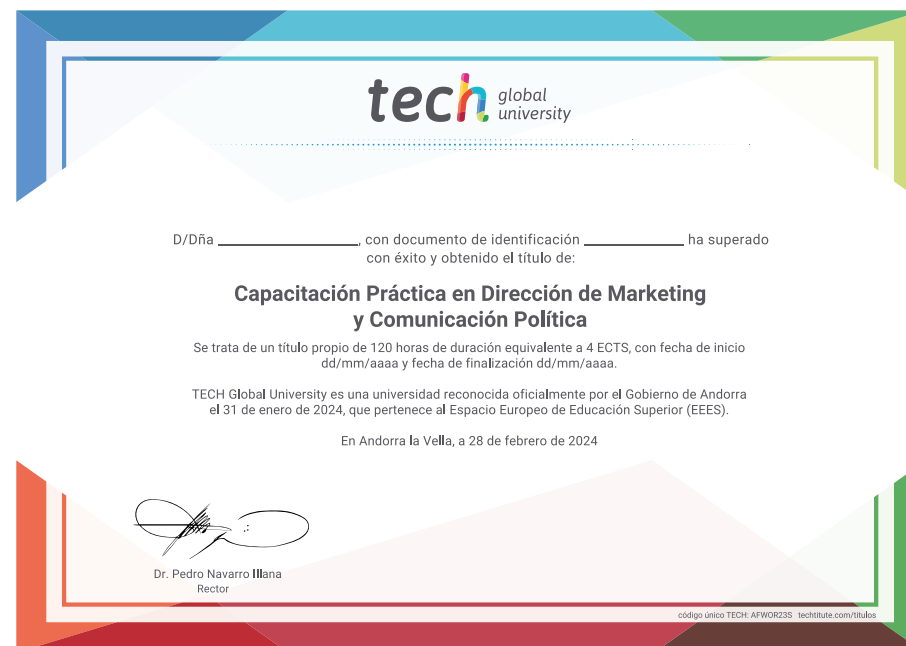 tech global university
D/Dña ____________________, con documento de identificación ______________ ha superado
con éxito y obtenido el título de:
Capacitación Práctica en Dirección de Marketing
y Comunicación Política
Se trata de un título propio de 120 horas de duración equivalente a 4 ECTS, con fecha de inicio
dd/mm/aaaa y fecha de finalización dd/mm/aaaa.
TECH Global University es una universidad reconocida oficialmente por el Gobierno de Andorra
el 31 de enero de 2024, que pertenece al Espacio Europeo de Educación Superior (EEES).
En Andorra la Vella, a 28 de febrero de 2024
Dr. Pedro Navarro Illana
Rector
código único TECH: AFWOR23S techtitute.com/titulos